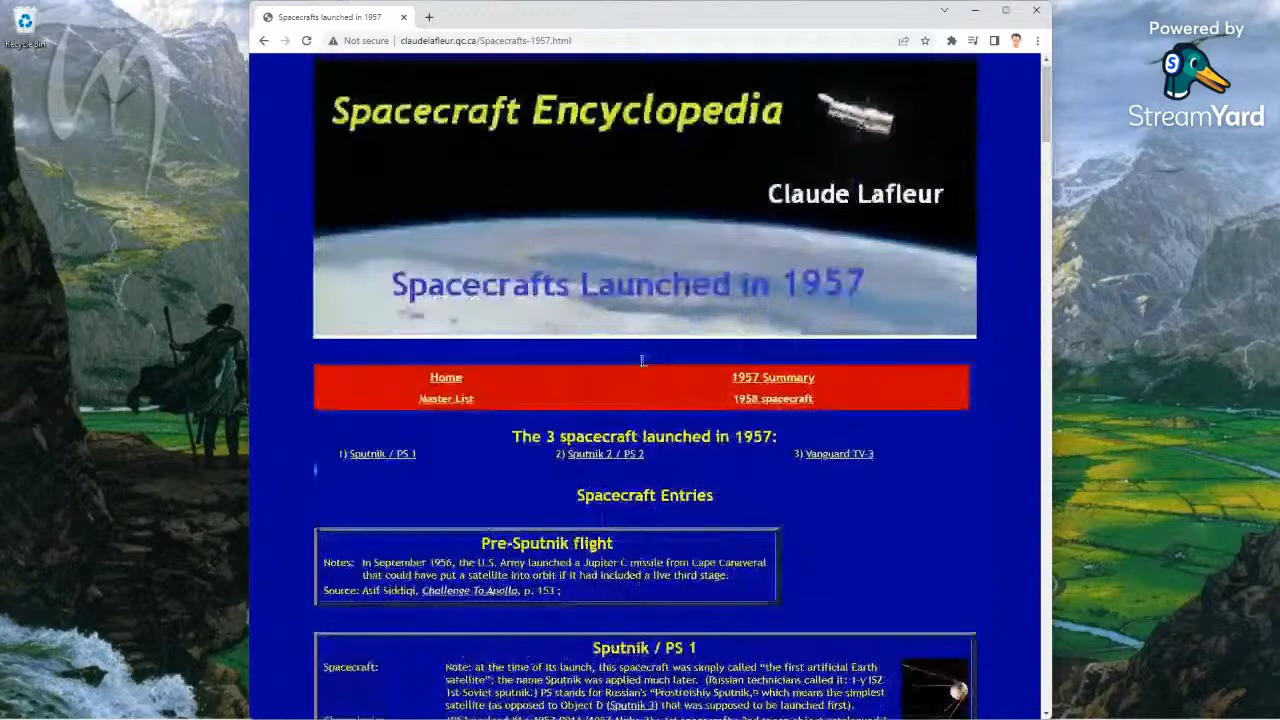 Recycle Bin
Powered by
StreamYard
Spacecrafts launched in 1957
Not secure
claudelafleur.qc.ca/Spacecrafts-1957.html
Spacecraft Encyclopedia
Claude Lafleur
Spacecrafts Launched in 1957
Home
1957 Summary
Master List
1958 spacecraft
The 3 spacecraft launched in 1957:
1) Sputnik / PS 1
2) Sputnik 2 / PS 2
3) Vanguard TV-3
Spacecraft Entries
Pre-Sputnik flight
Notes: In September 1956, the U.S. Army launched a Jupiter C missile from Cape Canaveral
that could have put a satellite into orbit if it had included a live third stage.
Source: Asif Siddiqi, Challenge To Apollo, p. 153 ;
Sputnik / PS 1
Spacecraft:
Note: at the time of its launch, this spacecraft was simply called "the first artificial Earth
satellite"; the name Sputnik was applied much later. (Russian technicians called it: 1-y ISZ
1st Soviet sputnik.) PS stands for Russian's "Prostreishiy Sputnik," which means the simplest
satellite (as opposed to Object D (Sputnik 3) that was supposed to be launched first).